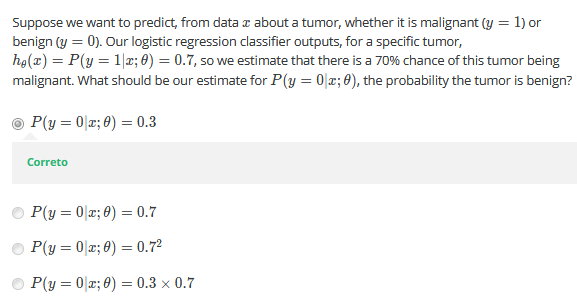 Suppose we want to predict, from data x about a tumor, whether it is malignant (y = 1) or
benign (y = 0). Our logistic regression classifier outputs, for a specific tumor,
hθ(x) = P(y = 1|x; θ) = 0.7, so we estimate that there is a 70% chance of this tumor being
malignant. What should be our estimate for P(y = 0|x; θ), the probability the tumor is benign?
P(y = 0|x; θ) = 0.3
Correto
P(y = 0|x; θ) = 0.7
P(y = 0|x; θ) = 0.7²
P(y = 0|x; θ) = 0.3 × 0.7